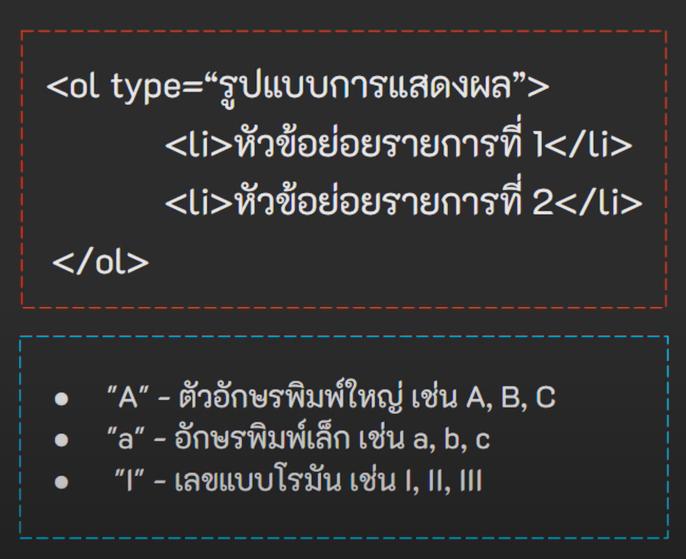 <ol type=“รูปแบบการแสดงผล”>
<li>หัวข้อย่อยรายการที่ 1</li>
<li>หัวข้อย่อยรายการที่ 2</li>
</ol>
● "A" - ตัวอักษรพิมพ์ใหญ่ เช่น A, B, C
● "a" - อักษรพิมพ์เล็ก เช่น a, b, c
● "I" - เลขแบบโรมัน เช่น I, II, III